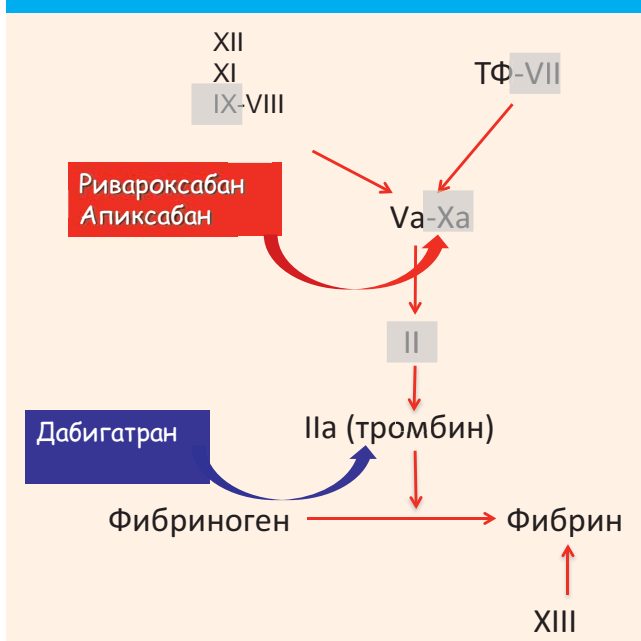 XII
XI
IX-VIII
ТФ-VII
Ривароксабан
Апиксабан
Va-Xa
II
Дабигатран
IIa (тромбин)
Фибриноген
Фибрин
XIII